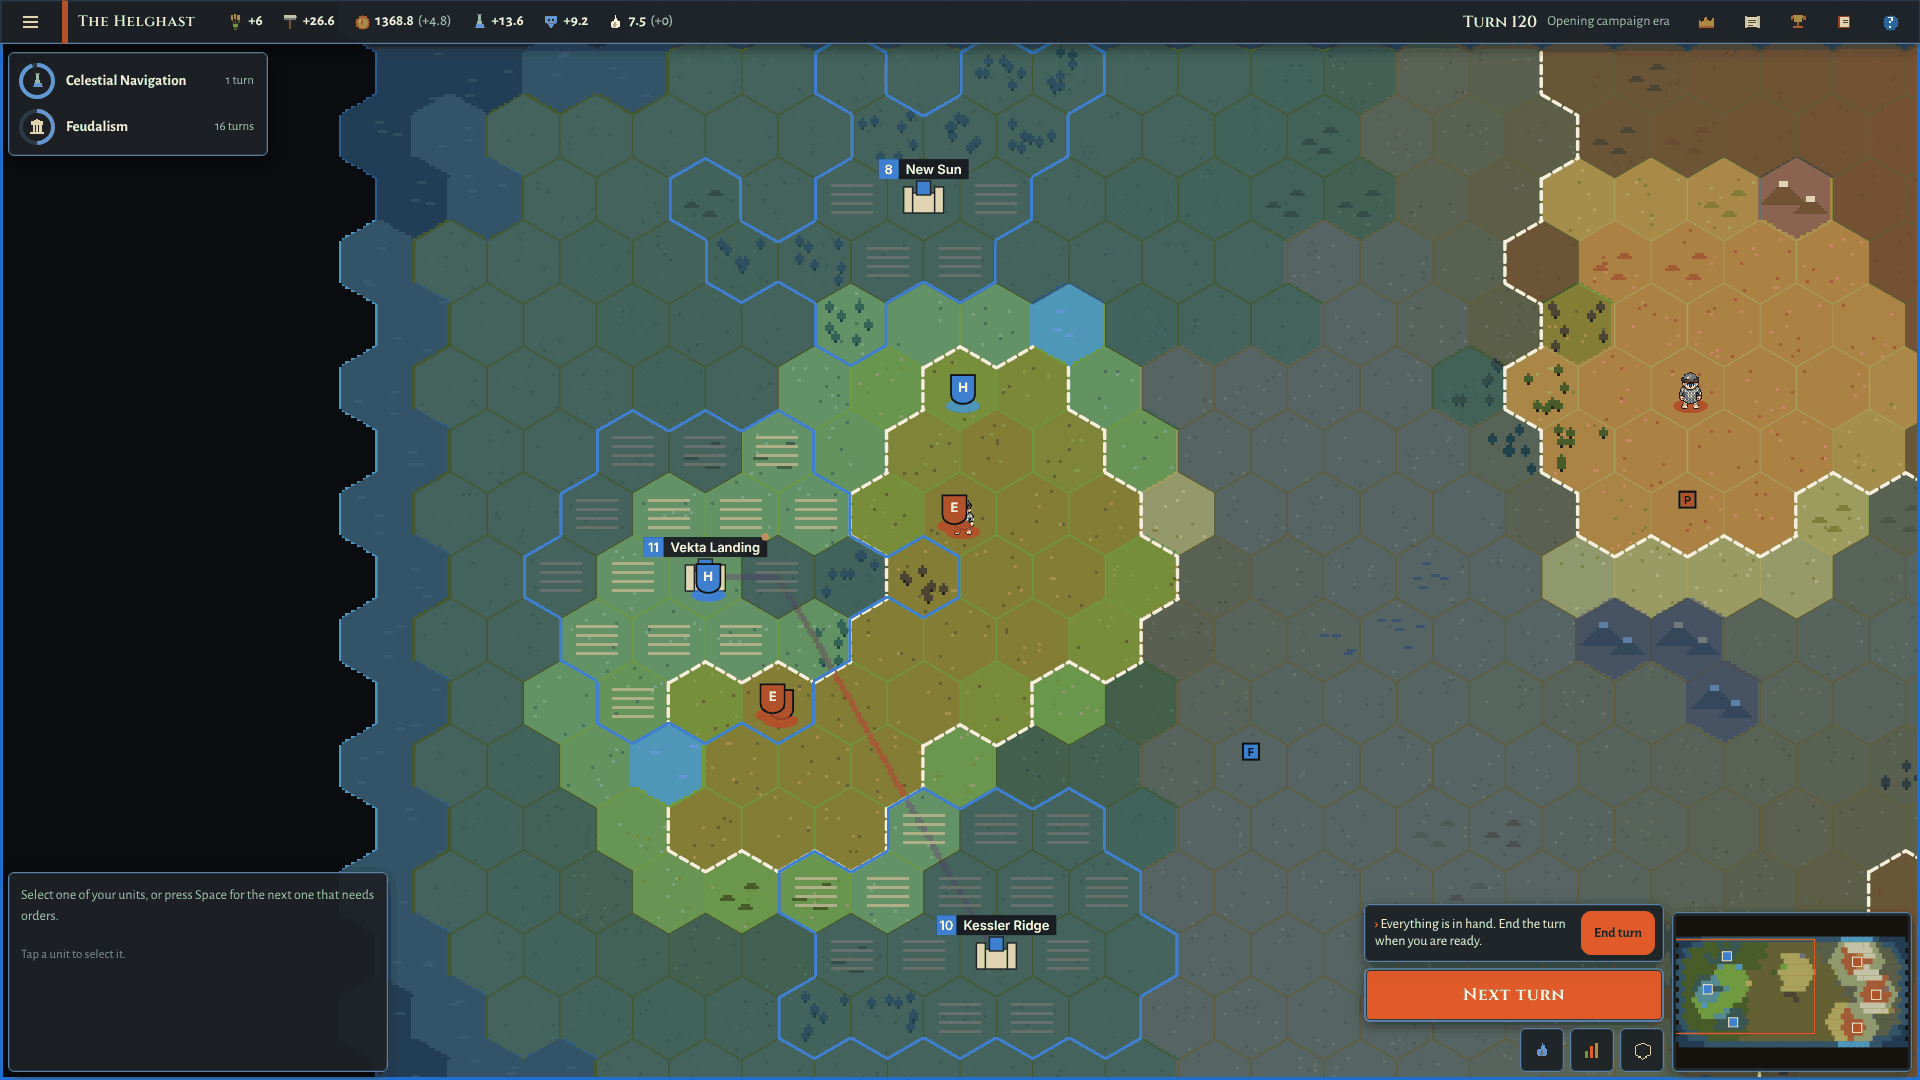 THE HELGHAST
+6
+26.6
1368.8 (+4.8)
+13.6
+9.2
7.5 (+0)
TURN 120
Opening campaign era
?
Celestial Navigation
1 turn
Feudalism
16 turns
8 New Sun
H
E
P
11 Vekta Landing
H
E
F
10 Kessler Ridge
Select one of your units, or press Space for the next one that needs
orders.
Tap a unit to select it.
› Everything is in hand. End the turn
when you are ready.
End turn
NEXT TURN